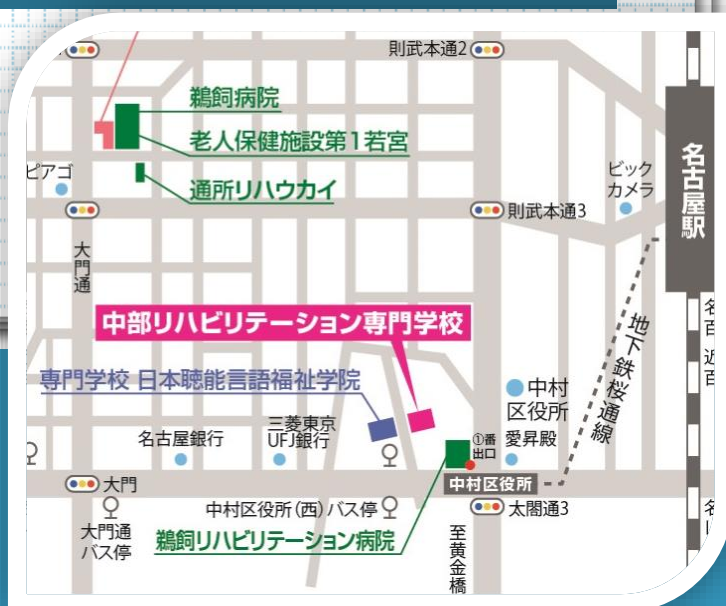 則武本通2
鵜飼病院
老人保健施設第1若宮
ピアゴ
通所リハウカイ
ビック
カメラ
名古屋駅
則武本通3
大門通
中部リハビリテーション専門学校
地下鉄桜通線
専門学校 日本聴能言語福祉学院
中村
区役所
名古屋銀行
三菱東京
UFJ銀行
①番
出口
愛昇殿
大門
中村区役所
中村区役所(西)バス停
太閤通3
大門通
バス停
鵜飼リハビリテーション病院
至黄金橋